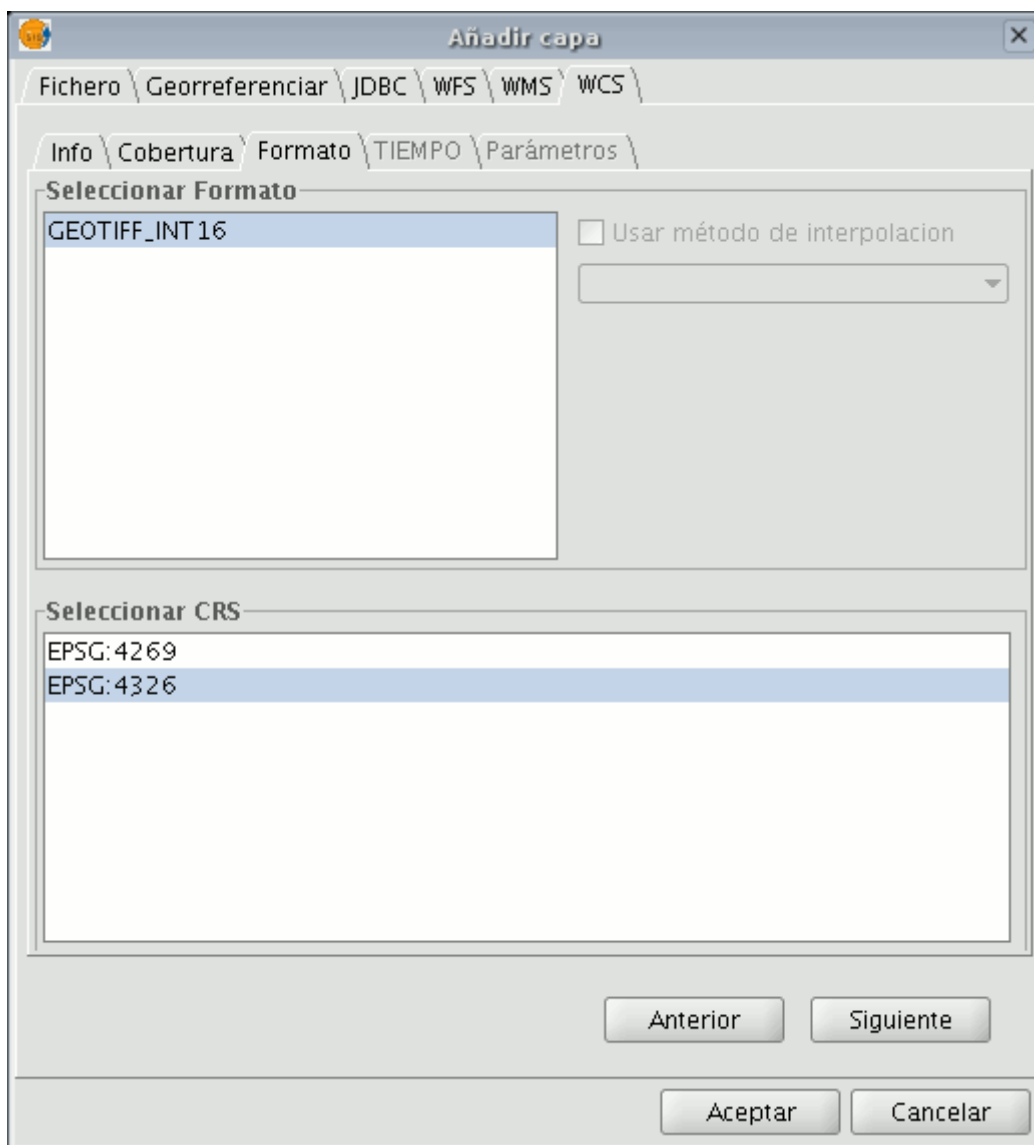 Añadir capa
Fichero Georreferenciar JDBC WFS WMS WCS
Info Cobertura Formato TIEMPO Parámetros
Seleccionar Formato
GEOTIFF_INT16
Usar método de interpolacion
Seleccionar CRS
EPSG:4269
EPSG:4326
Anterior Siguiente
Aceptar Cancelar